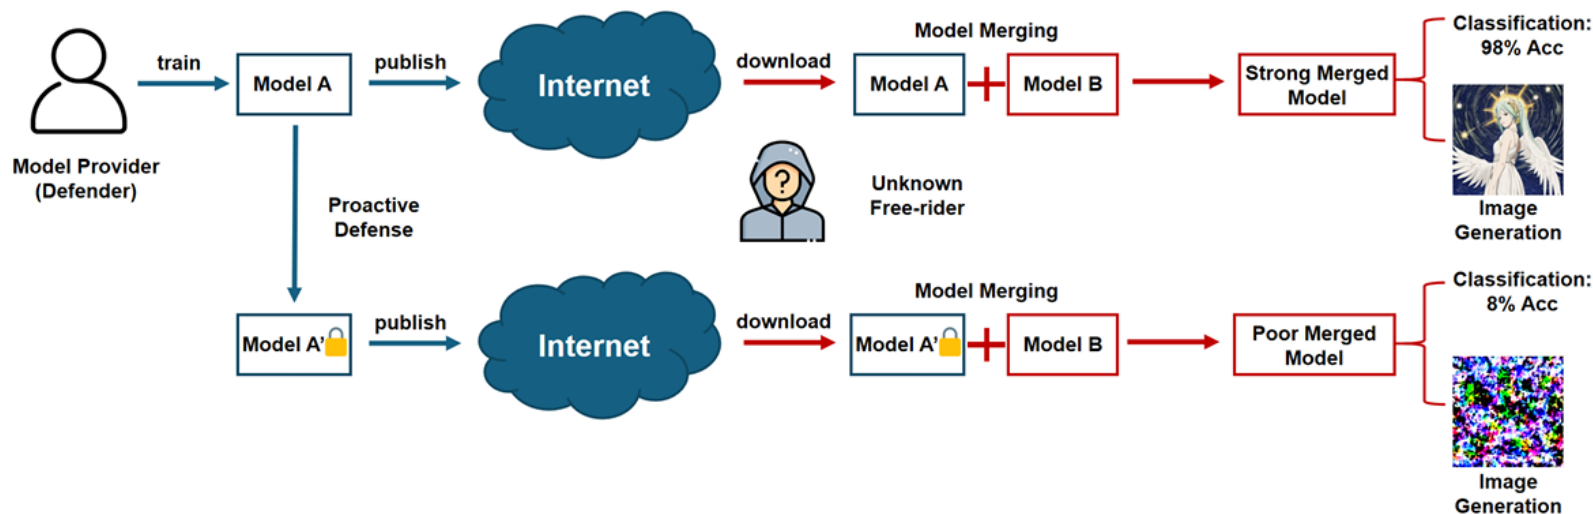 Model Provider
(Defender)
train
Model A
publish
Internet
download
Model Merging
Model A
Model B
Strong Merged
Model
Classification:
98% Acc
Image
Generation
Proactive
Defense
?
Unknown
Free-rider
Model A'
publish
Internet
download
Model Merging
Model A'
Model B
Poor Merged
Model
Classification:
8% Acc
Image
Generation